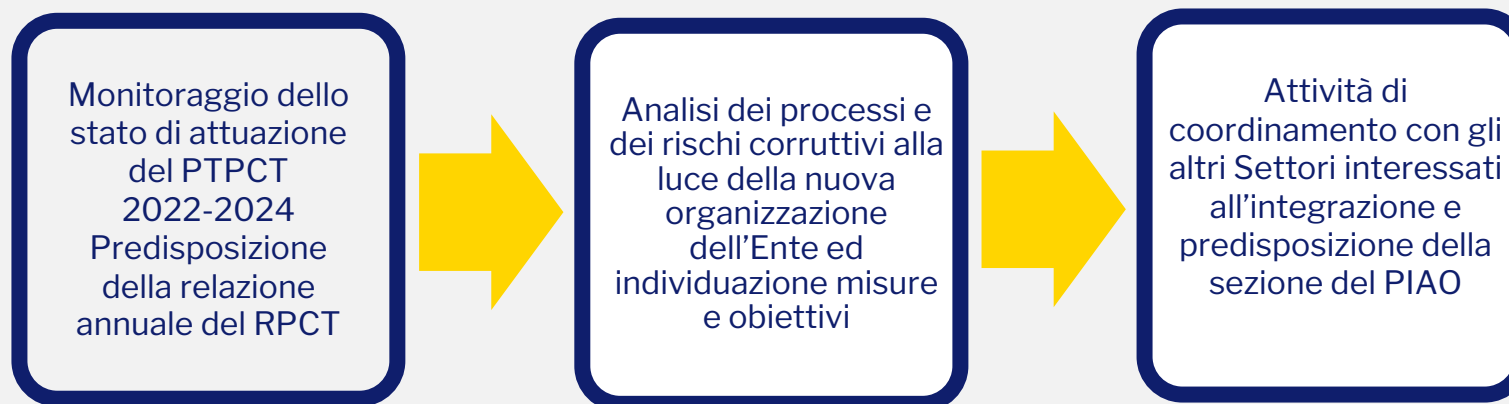 Monitoraggio dello
stato di attuazione
del PTPCT
2022-2024
Predisposizione
della relazione
annuale del RPCT
Analisi dei processi e
dei rischi corruttivi alla
luce della nuova
organizzazione
dell'Ente ed
individuazione misure
e obiettivi
Attività di
coordinamento con gli
altri Settori interessati
all'integrazione e
predisposizione della
sezione del PIAO